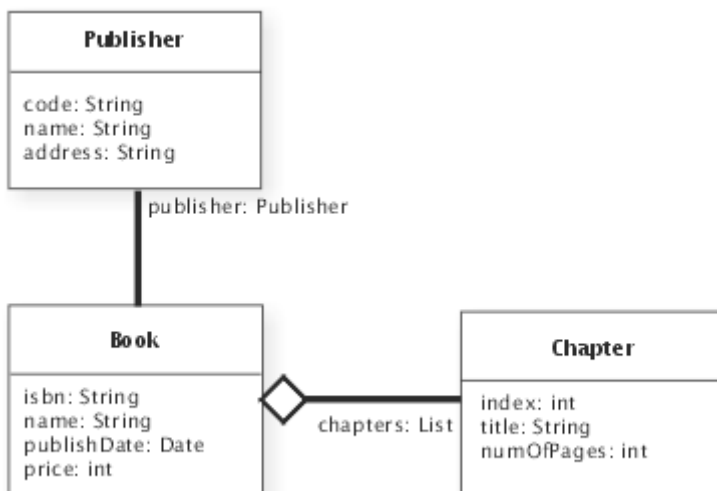 Publisher
code: String
name: String
address: String
publisher: Publisher
Book
isbn: String
name: String
publishDate: Date
price: int
chapters: List
Chapter
index: int
title: String
numOfPages: int